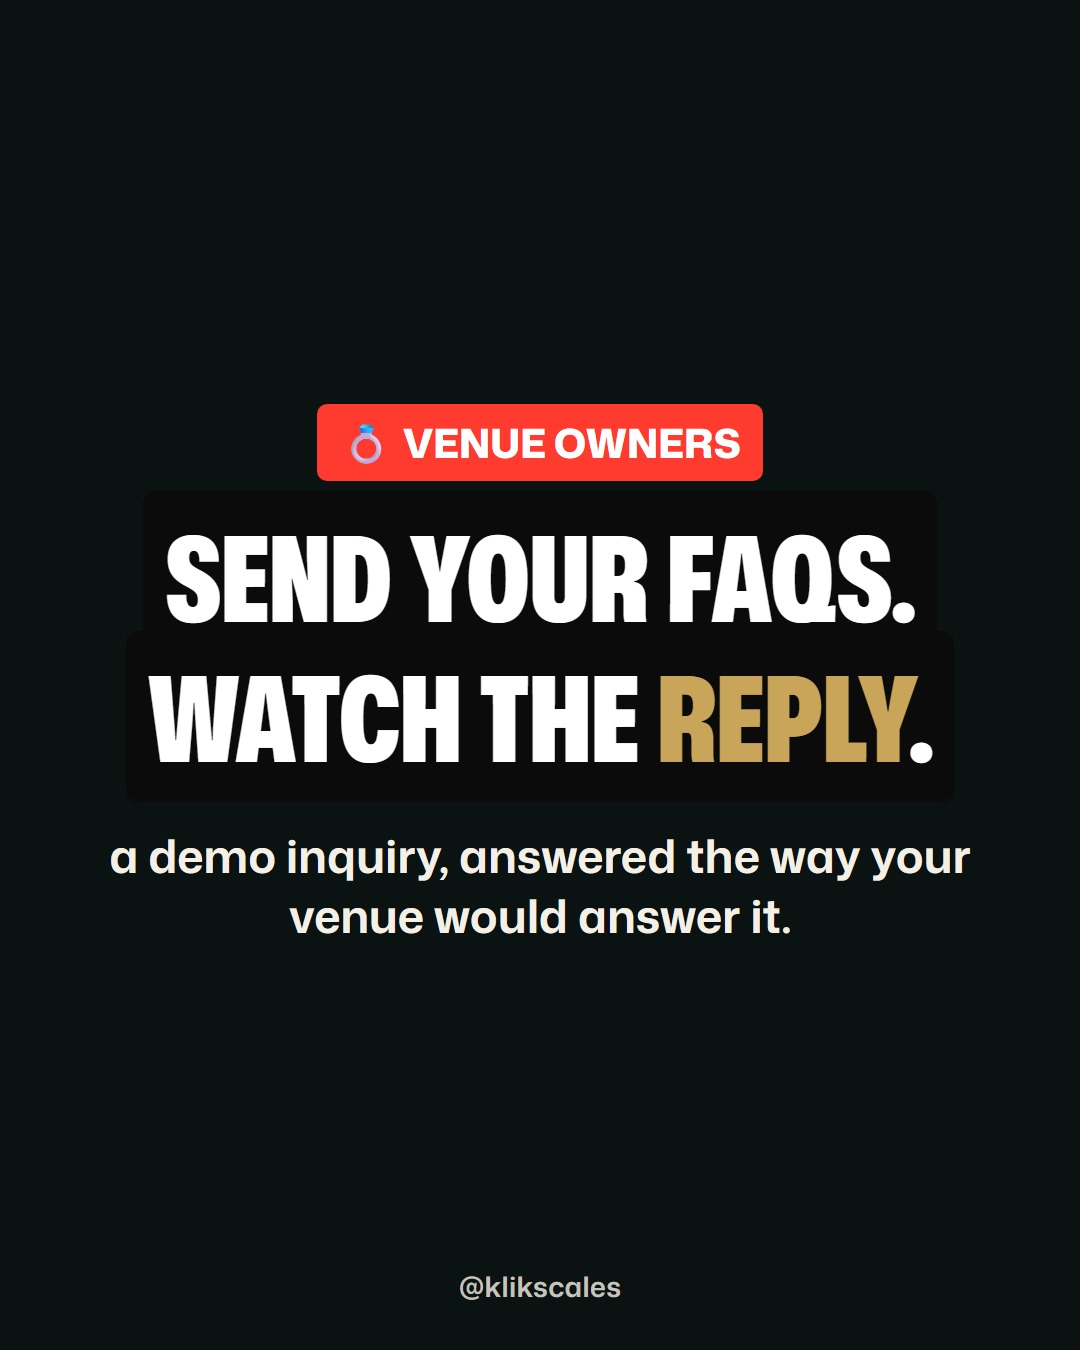 💍 VENUE OWNERS
SEND YOUR FAQS.
WATCH THE REPLY.
a demo inquiry, answered the way your
venue would answer it.
@klikscales